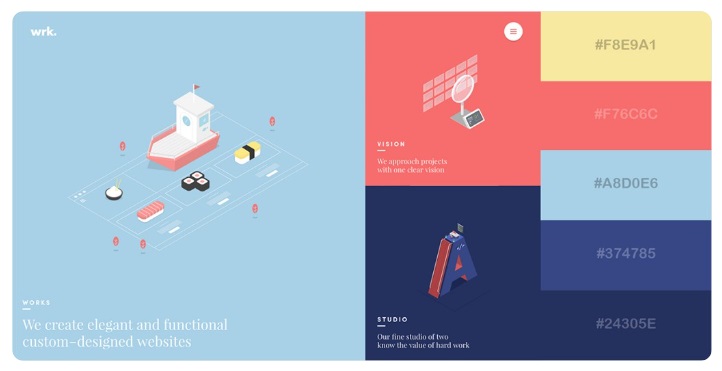 wrk.
WORKS
We create elegant and functional
custom-designed websites
VISION
We approach projects
with one clear vision
STUDIO
Our fine studio of two
know the value of hard work
#F8E9A1
#F76C6C
#A8D0E6
#374785
#24305E